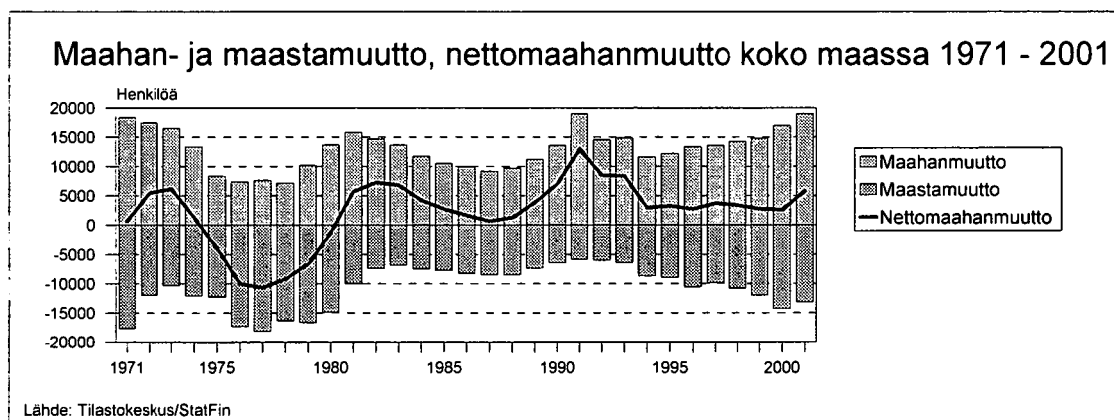 Maahan- ja maastamuutto, nettomaahanmuutto koko maassa 1971 - 2001
Henkilöä
20000
15000
10000
5000
0
-5000
-10000
-15000
-20000
1971 1975 1980 1985 1990 1995 2000
Maahanmuutto
Maastamuutto
Nettomaahanmuutto
Lähde: Tilastokeskus/StatFin